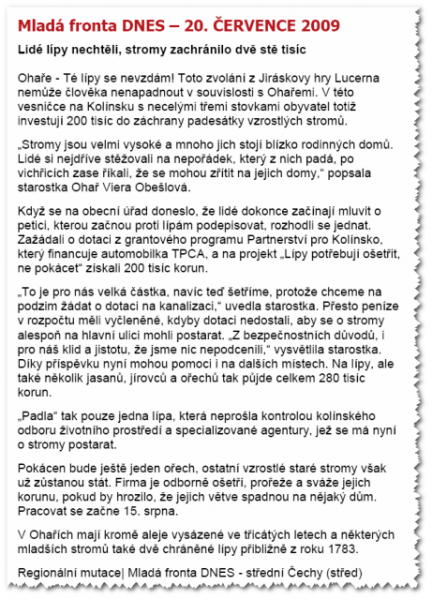 Mladá fronta DNES – 20. ČERVENCE 2009
Lidé lípy nechtěli, stromy zachránilo dvě stě tisíc
Ohaře - Té lípy se nevzdám! Toto zvolání z Jiráskovy hry Lucerna
nemůže člověka nenapadnout v souvislosti s Ohařemi. V této
vesničce na Kolínsku s necelými třemi stovkami obyvatel totiž
investují 200 tisíc do záchrany padesátky vzrostlých stromů.
„Stromy jsou velmi vysoké a mnoho jich stojí blízko rodinných domů.
Lidé si nejdříve stěžovali na nepořádek, který z nich padá, po
vichřicích zase říkali, že se mohou zřítit na jejich domy,“ popsala
starostka Ohař Viera Obešlová.
Když se na obecní úřad doneslo, že lidé dokonce začínají mluvit o
petici, kterou začnou proti lípám podepisovat, rozhodli se jednat.
Zažádali o dotaci z grantového programu Partnerství pro Kolínsko,
který financuje automobilka TPCA, a na projekt „Lípy potřebují ošetřit,
ne pokácet“ získali 200 tisíc korun.
„To je pro nás velká částka, navíc teď šetříme, protože chceme na
podzim žádat o dotaci na kanalizaci,“ uvedla starostka. Přesto peníze
v rozpočtu měli vyčleněné, kdyby dotaci nedostali, aby se o stromy
alespoň na hlavní ulici mohli postarat. „Z bezpečnostních důvodů, i
pro náš klid a jistotu, že jsme nic nepodcenili,“ vysvětlila starostka.
Díky příspěvku nyní mohou pomoci i na dalších místech. Na lípy, ale
také několik jasanů, jírovců a ořechů tak půjde celkem 280 tisíc
korun.
„Padla“ tak pouze jedna lípa, která neprošla kontrolou kolínského
odboru životního prostředí a specializované agentury, jež se má nyní
o stromy postarat.
Pokácen bude ještě jeden ořech, ostatní vzrostlé staré stromy však
už zůstanou stát. Firma je odborně ošetří, prořeže a sváže jejich
korunu, pokud by hrozilo, že jejich větve spadnou na nějaký dům.
Pracovat se začne 15. srpna.
V Ohařích mají kromě aleje vysázené ve třicátých letech a některých
mladších stromů také dvě chráněné lípy přibližně z roku 1783.
Regionální mutace| Mladá fronta DNES - střední Čechy (střed)